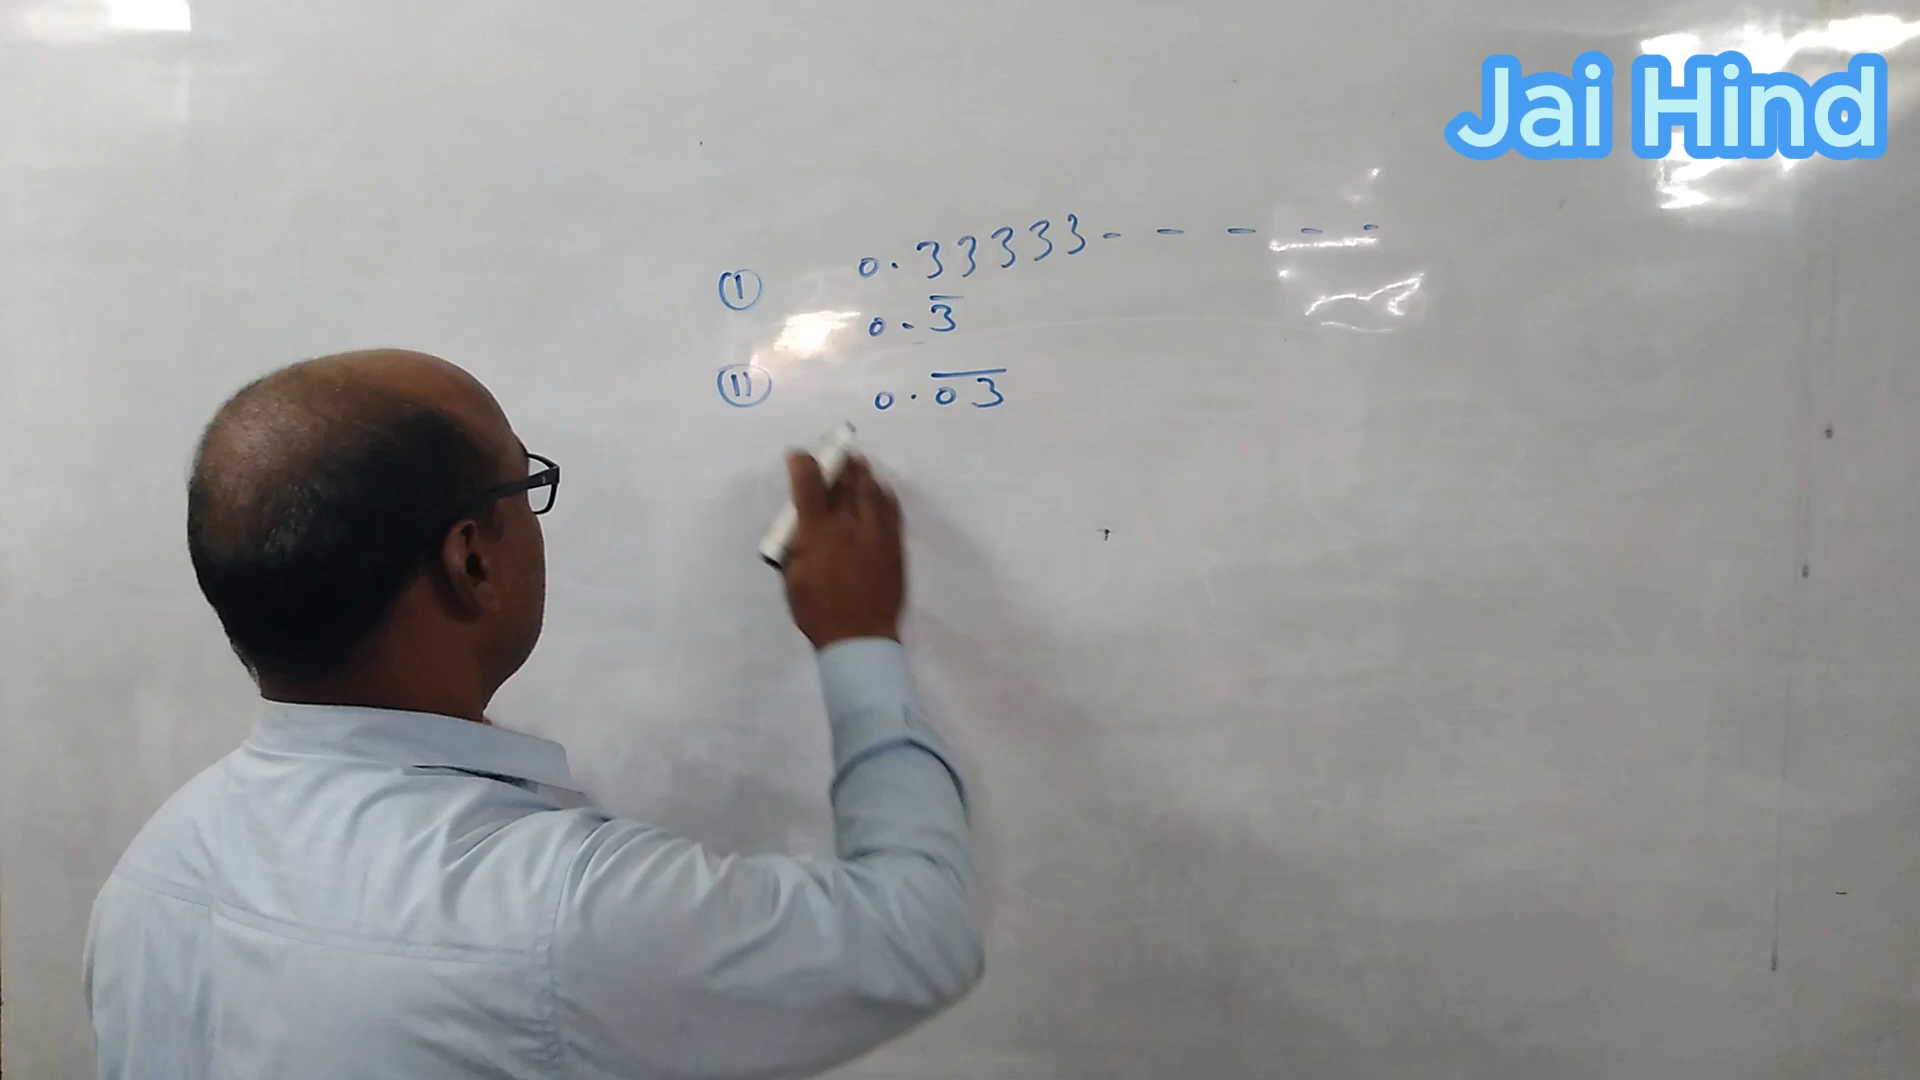 Jai Hind
(I) 0.33333- - - - - -
0.3̅
(II) 0.0̅3̅